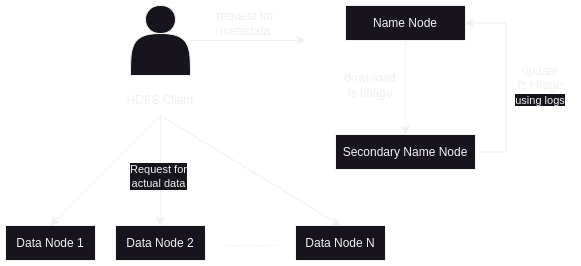 request for
metadata
Name Node
download
fs image
update
fs image
using logs
HDFS Client
Secondary Name Node
Request for
actual data
Data Node 1
Data Node 2
Data Node N